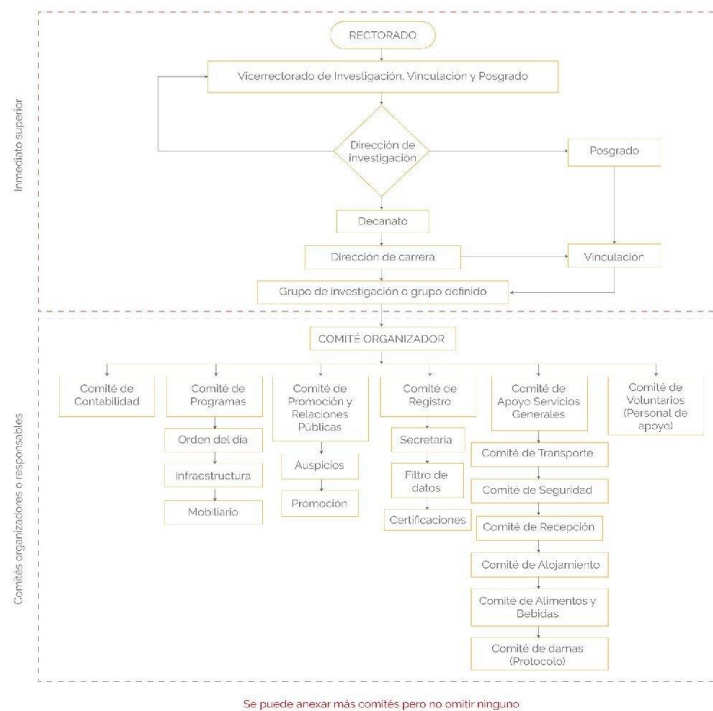 Inmediato superior
RECTORADO
Vicerrectorado de Investigación, Vinculación y Posgrado
Dirección de
investigación
Posgrado
Decanato
Dirección de carrera
Vinculación
Grupo de investigación o grupo definido
Comités organizadores o responsables
COMITÉ ORGANIZADOR
Comité de
Contabilidad
Comité de
Programas
Orden del día
Infraestructura
Mobiliario
Comité de
Promoción y
Relaciones
Públicas
Auspicios
Promoción
Comité de
Registro
Secretaria
Filtro de
datos
Certificaciones
Comité de
Apoyo Servicios
Generales
Comité de Transporte
Comité de Seguridad
Comité de Recepción
Comité de Alojamiento
Comité de Alimentos y
Bebidas
Comité de damas
(Protocolo)
Comité de
Voluntarios
(Personal de
apoyo)
Se puede anexar más comités pero no omitir ninguno